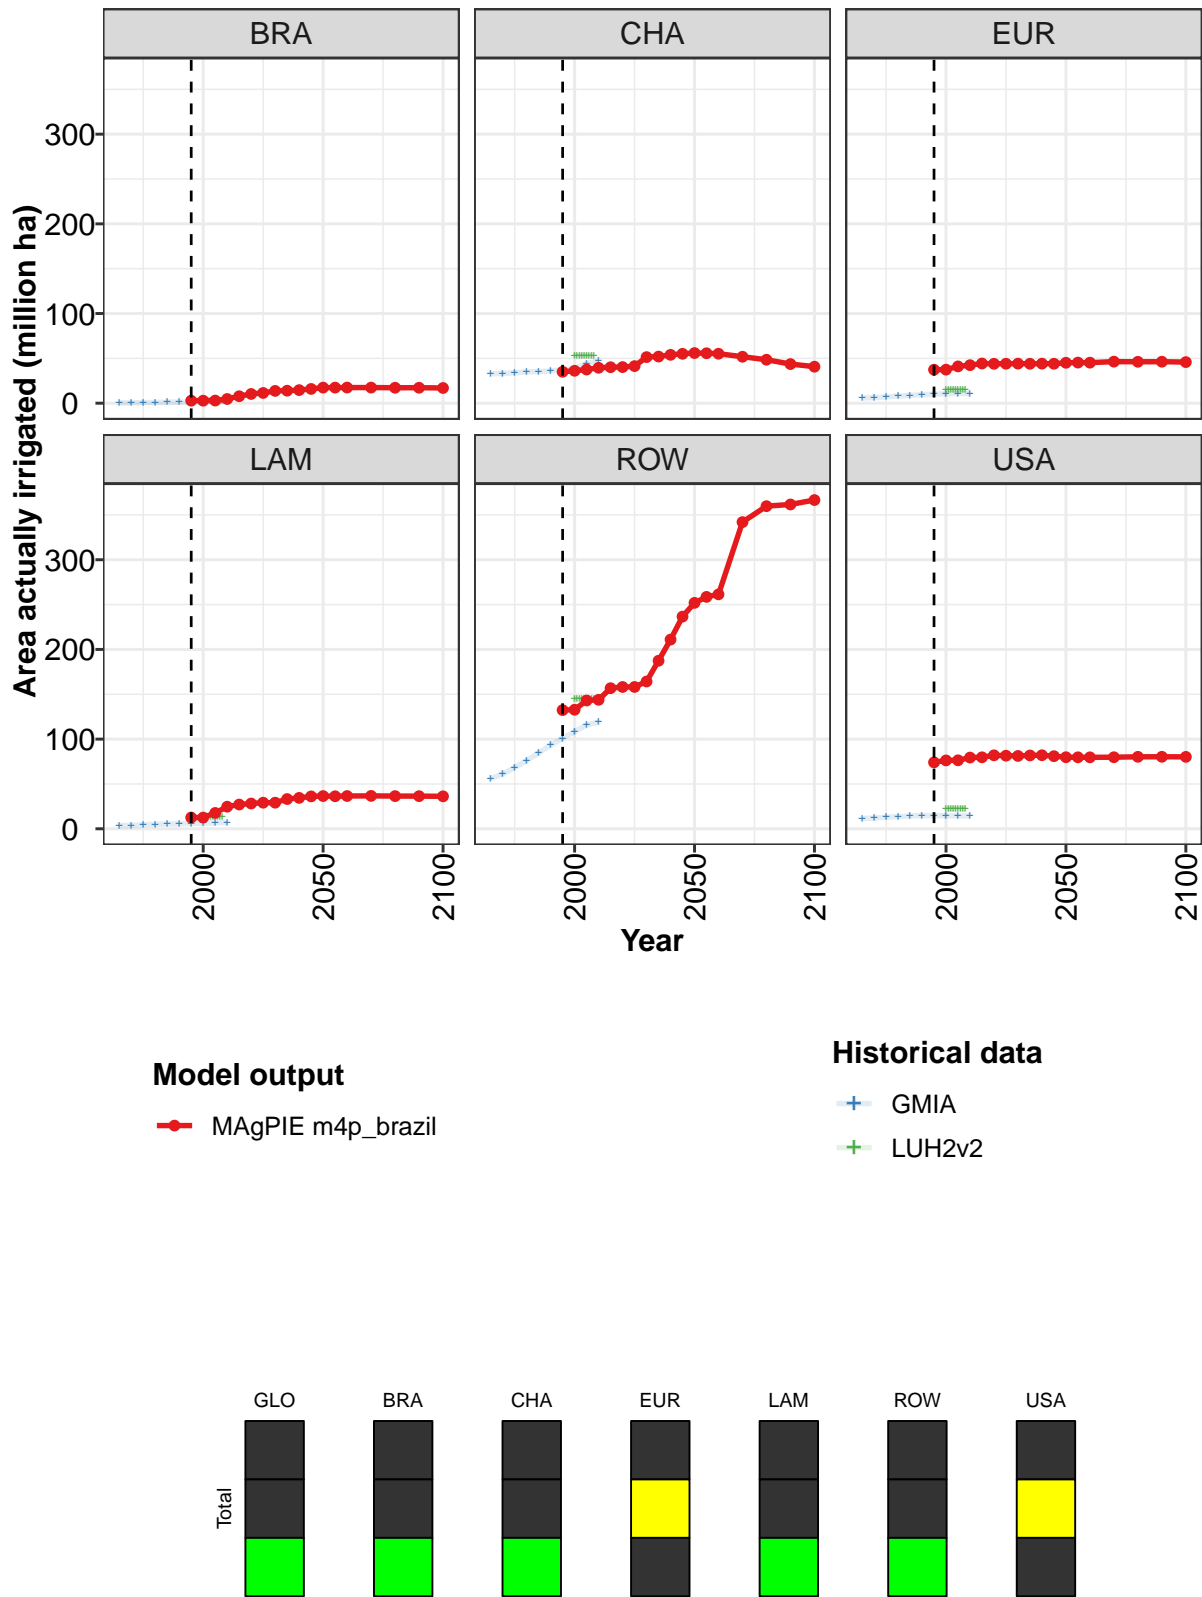 BRA CHA EUR
300
200
100
0
LAM ROW USA
300
200
100
0
Area actually irrigated (million ha)
2000 2050 2100 2000 2050 2100 2000 2050 2100
Year
Model output
MAgPIE m4p_brazil
Historical data
GMIA
LUH2v2
GLO BRA CHA EUR LAM ROW USA
Total